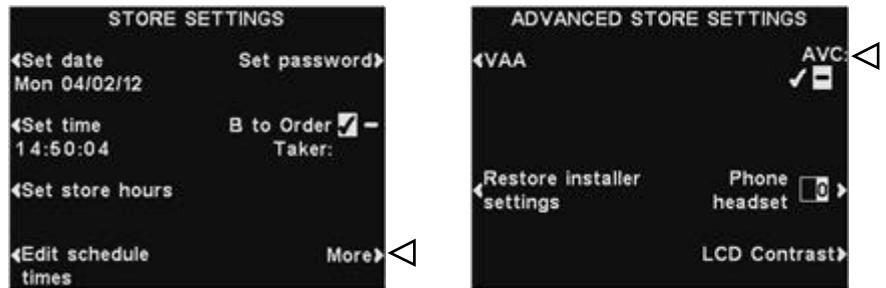 STORE SETTINGS
Set date
Mon 04/02/12
Set password
Set time
14:50:04
B to Order ✓ –
Taker:
Set store hours
Edit schedule
times
More
ADVANCED STORE SETTINGS
VAA
AVC:
✓ –
Restore installer
settings
Phone
headset 0
LCD Contrast